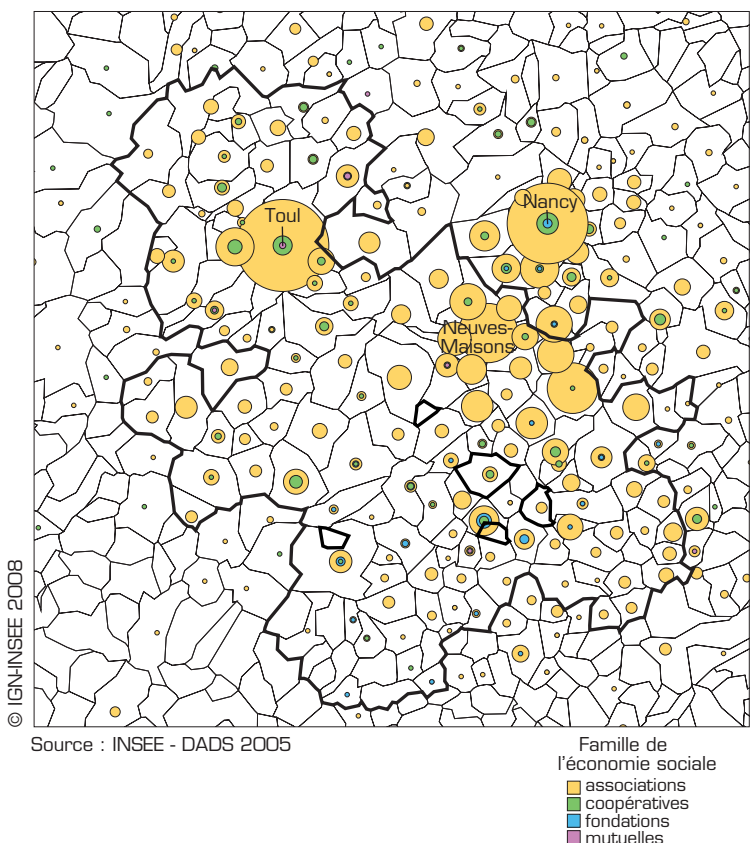 Toul
Nancy
Neuves-
Maisons
© IGN-INSEE 2008
Source : INSEE - DADS 2005
Famille de
l'économie sociale
associations
coopératives
fondations
mutuelles